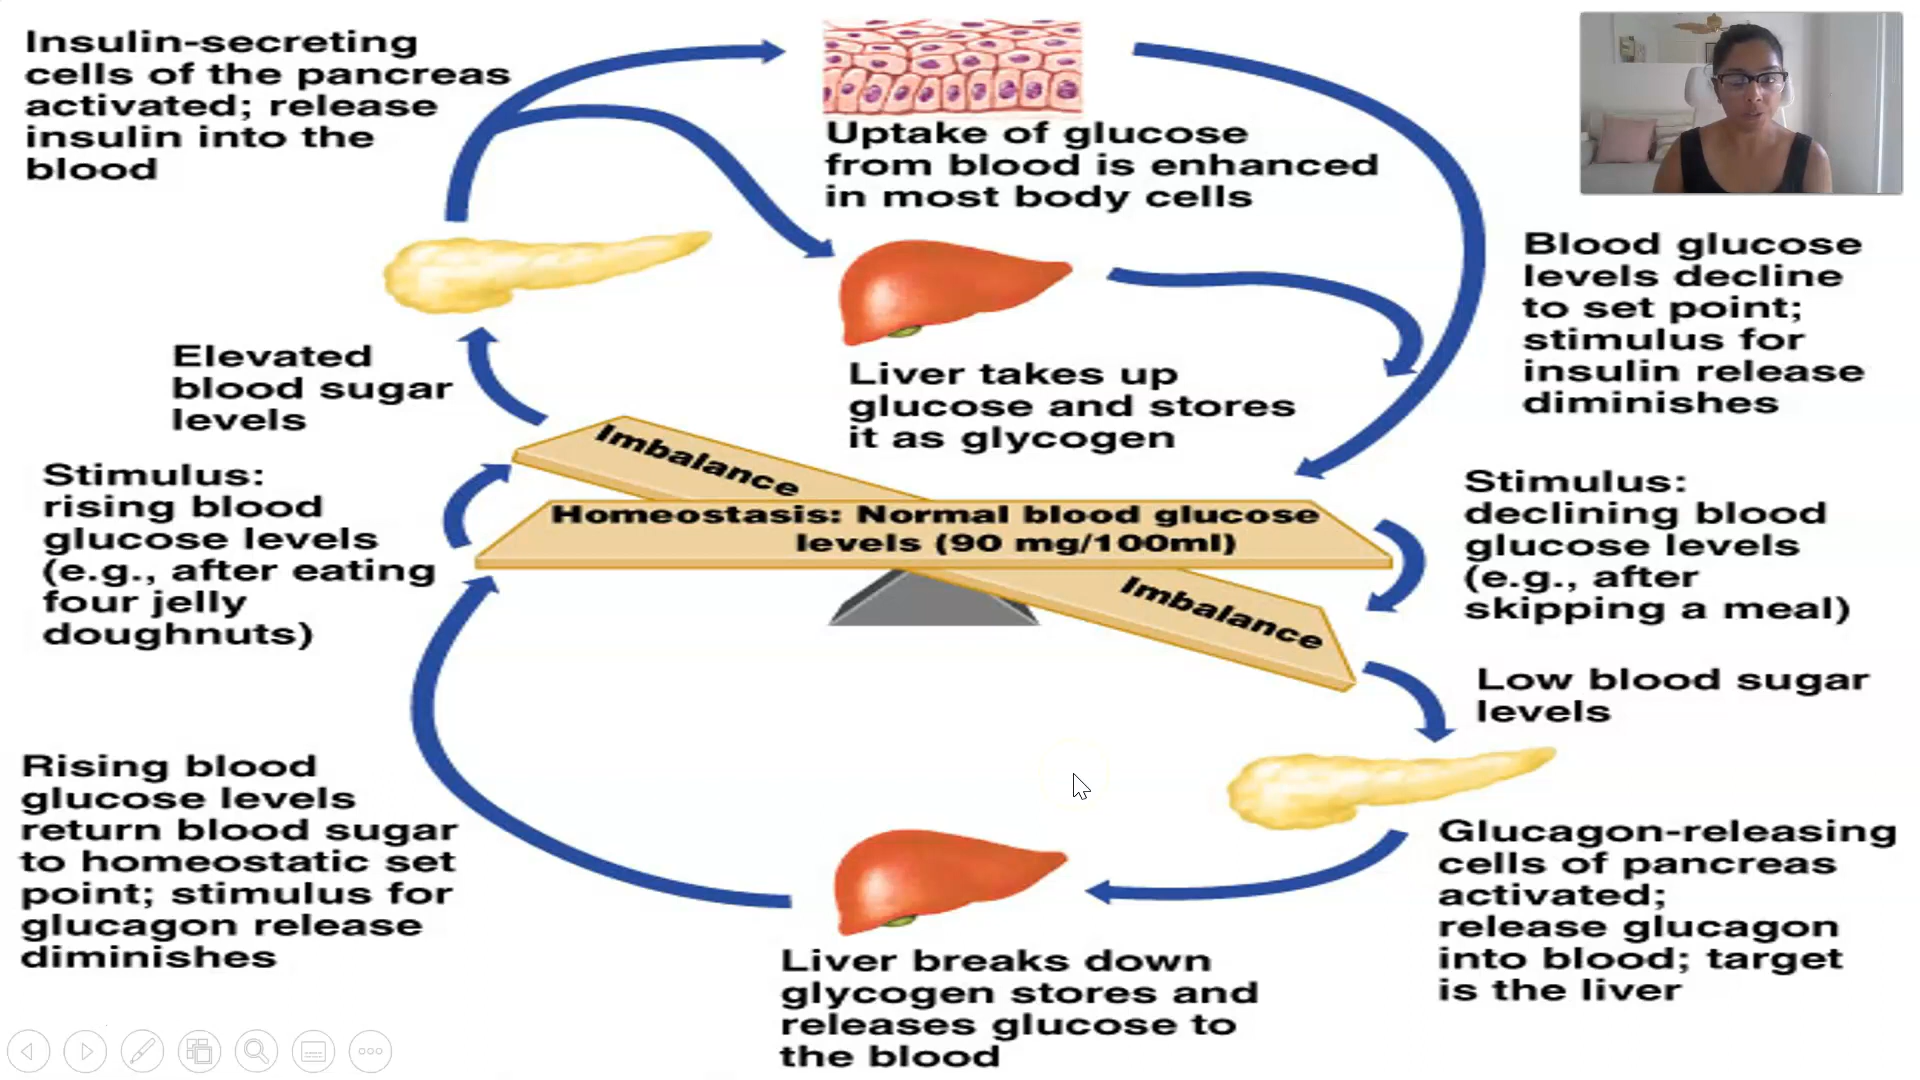 Insulin-secreting
cells of the pancreas
activated; release
insulin into the
blood
Uptake of glucose
from blood is enhanced
in most body cells
Elevated
blood sugar
levels
Liver takes up
glucose and stores
it as glycogen
Blood glucose
levels decline
to set point;
stimulus for
insulin release
diminishes
Stimulus:
rising blood
glucose levels
(e.g., after eating
four jelly
doughnuts)
Imbalance
Homeostasis: Normal blood glucose
levels (90 mg/100ml)
Imbalance
Stimulus:
declining blood
glucose levels
(e.g., after
skipping a meal)
Low blood sugar
levels
Rising blood
glucose levels
return blood sugar
to homeostatic set
point; stimulus for
glucagon release
diminishes
Liver breaks down
glycogen stores and
releases glucose to
the blood
Glucagon-releasing
cells of pancreas
activated;
release glucagon
into blood; target
is the liver